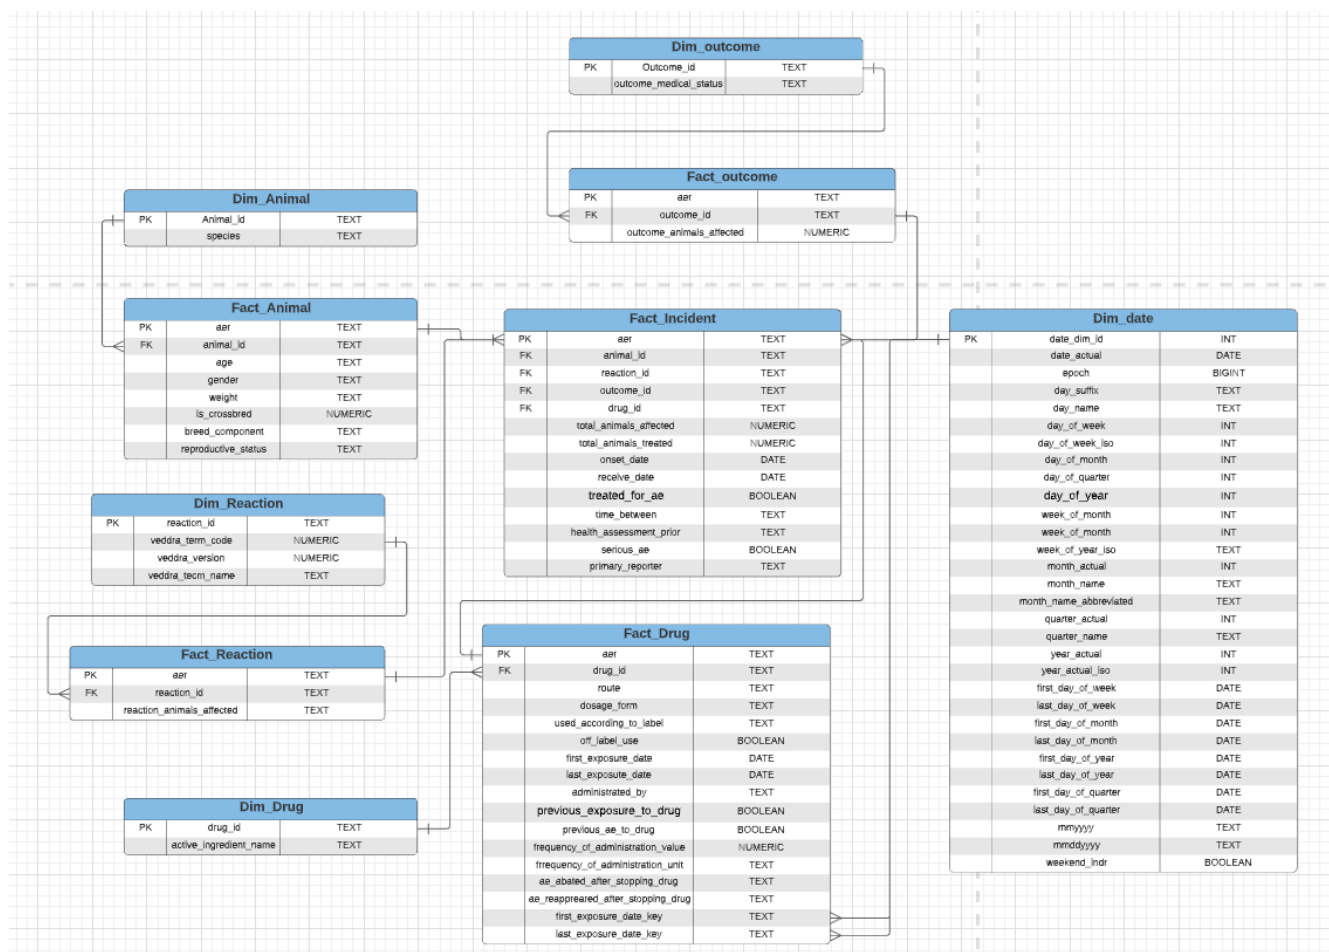 Dim_outcome
PK Outcome_id TEXT
outcome_medical_status TEXT
Fact_outcome
PK aer TEXT
FK outcome_id TEXT
outcome_animals_affected NUMERIC
Dim_Animal
PK Animal_id TEXT
species TEXT
Fact_Animal
PK aer TEXT
FK animal_id TEXT
age TEXT
gender TEXT
weight TEXT
is_crossbred NUMERIC
breed_component TEXT
reproductive_status TEXT
Fact_Incident
PK aer TEXT
FK animal_id TEXT
FK reaction_id TEXT
FK outcome_id TEXT
FK drug_id TEXT
total_animals_affected NUMERIC
total_animals_treated NUMERIC
onset_date DATE
receive_date DATE
treated_for_ae BOOLEAN
time_between TEXT
health_assessment_prior TEXT
serious_ae BOOLEAN
primary_reporter TEXT
Dim_date
PK date_dim_id INT
date_actual DATE
epoch BIGINT
day_suffix TEXT
day_name TEXT
day_of_week INT
day_of_week_iso INT
day_of_month INT
day_of_quarter INT
day_of_year INT
week_of_month INT
week_of_month INT
week_of_year_iso TEXT
month_actual INT
month_name TEXT
month_name_abbreviated TEXT
quarter_actual INT
quarter_name TEXT
year_actual INT
year_actual_iso INT
first_day_of_week DATE
last_day_of_week DATE
first_day_of_month DATE
last_day_of_month DATE
first_day_of_year DATE
last_day_of_year DATE
first_day_of_quarter DATE
last_day_of_quarter DATE
mmyyyy TEXT
mmddyyyy TEXT
weekend_indr BOOLEAN
Dim_Reaction
PK reaction_id TEXT
veddra_term_code NUMERIC
veddra_version NUMERIC
veddra_tecm_name TEXT
Fact_Reaction
PK aer TEXT
FK reaction_id TEXT
reaction_animals_affected TEXT
Fact_Drug
PK aer TEXT
FK drug_id TEXT
route TEXT
dosage_form TEXT
used_according_to_label TEXT
off_label_use BOOLEAN
first_exposure_date DATE
last_exposute_date DATE
administrated_by TEXT
previous_exposure_to_drug BOOLEAN
previous_ae_to_drug BOOLEAN
frequency_of_administration_value NUMERIC
frrequency_of_administration_unit TEXT
ae_abated_after_stopping_drug TEXT
ae_reappreared_after_stopping_drug TEXT
first_exposure_date_key TEXT
last_exposure_date_key TEXT
Dim_Drug
PK drug_id TEXT
active_ingredient_name TEXT